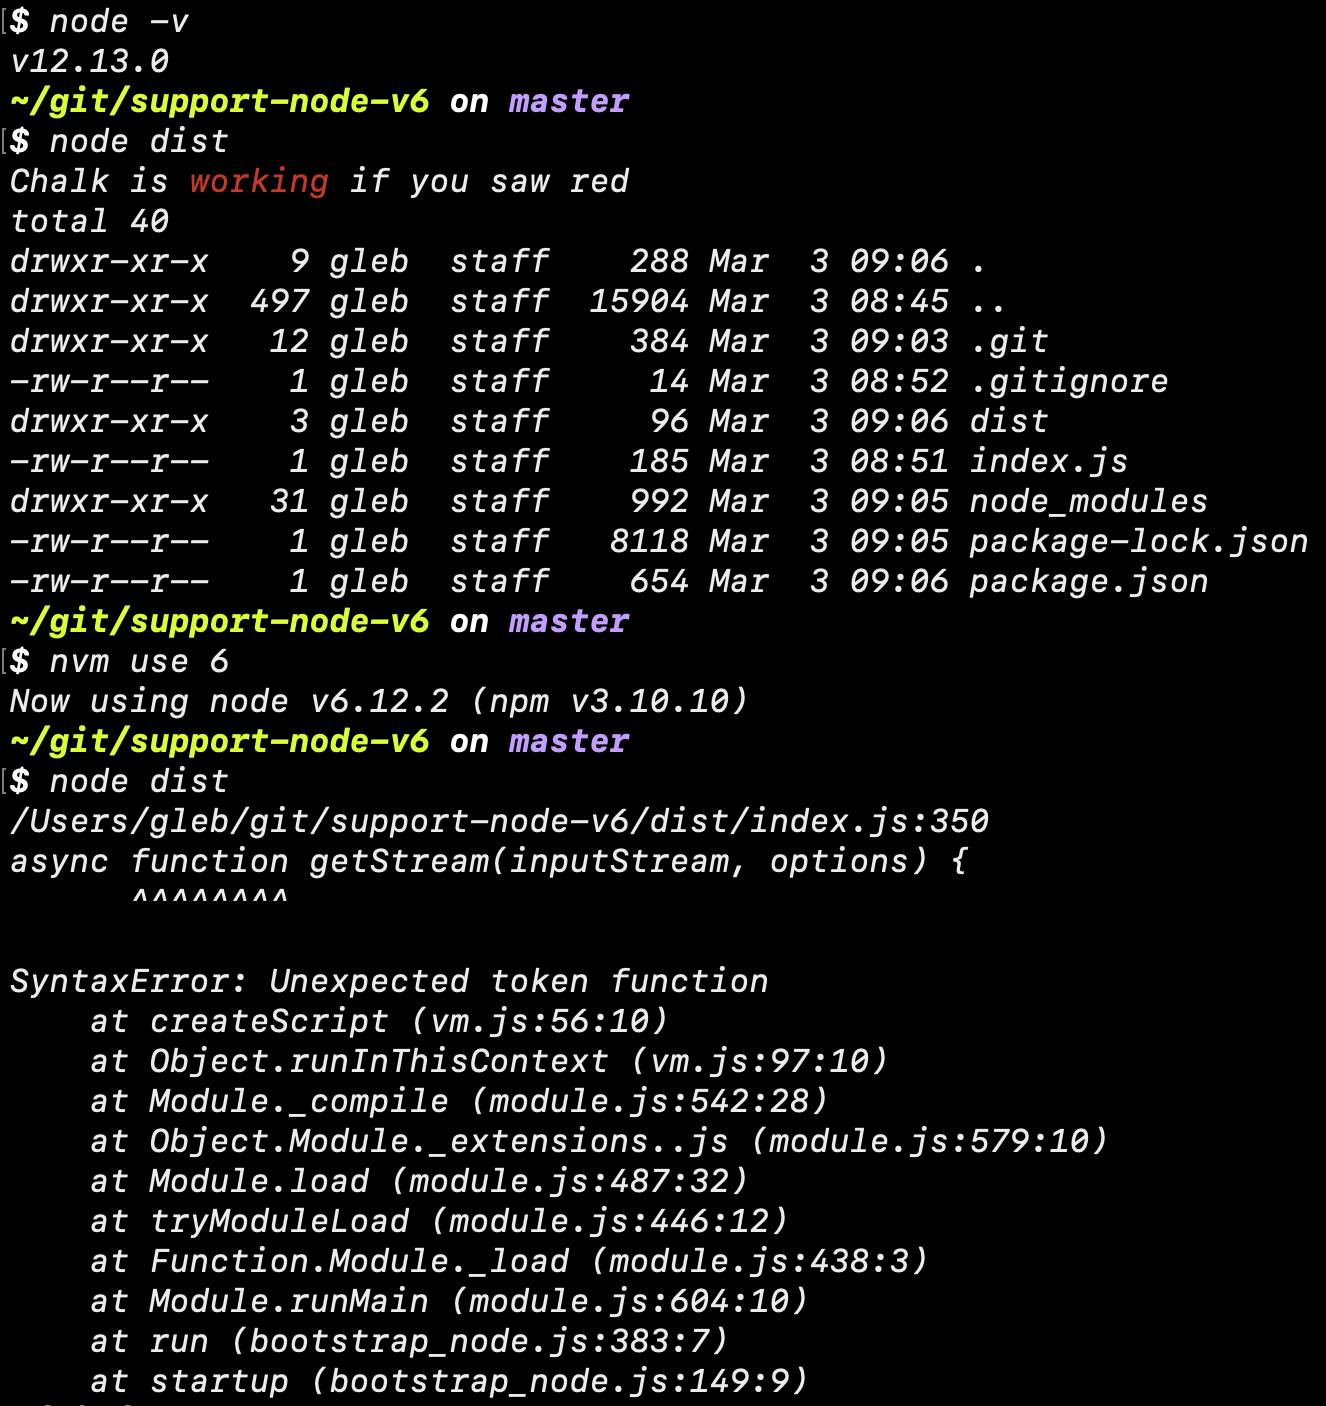 $ node -v
v12.13.0
~/git/support-node-v6 on master
$ node dist
Chalk is working if you saw red
total 40
drwxr-xr-x    9 gleb  staff    288 Mar  3 09:06 .
drwxr-xr-x  497 gleb  staff  15904 Mar  3 08:45 ..
drwxr-xr-x   12 gleb  staff    384 Mar  3 09:03 .git
-rw-r--r--    1 gleb  staff     14 Mar  3 08:52 .gitignore
drwxr-xr-x    3 gleb  staff     96 Mar  3 09:06 dist
-rw-r--r--    1 gleb  staff    185 Mar  3 08:51 index.js
drwxr-xr-x   31 gleb  staff    992 Mar  3 09:05 node_modules
-rw-r--r--    1 gleb  staff   8118 Mar  3 09:05 package-lock.json
-rw-r--r--    1 gleb  staff    654 Mar  3 09:06 package.json
~/git/support-node-v6 on master
$ nvm use 6
Now using node v6.12.2 (npm v3.10.10)
~/git/support-node-v6 on master
$ node dist
/Users/gleb/git/support-node-v6/dist/index.js:350
async function getStream(inputStream, options) {
      ^^^^^^^^
SyntaxError: Unexpected token function
    at createScript (vm.js:56:10)
    at Object.runInThisContext (vm.js:97:10)
    at Module._compile (module.js:542:28)
    at Object.Module._extensions..js (module.js:579:10)
    at Module.load (module.js:487:32)
    at tryModuleLoad (module.js:446:12)
    at Function.Module._load (module.js:438:3)
    at Module.runMain (module.js:604:10)
    at run (bootstrap_node.js:383:7)
    at startup (bootstrap_node.js:149:9)